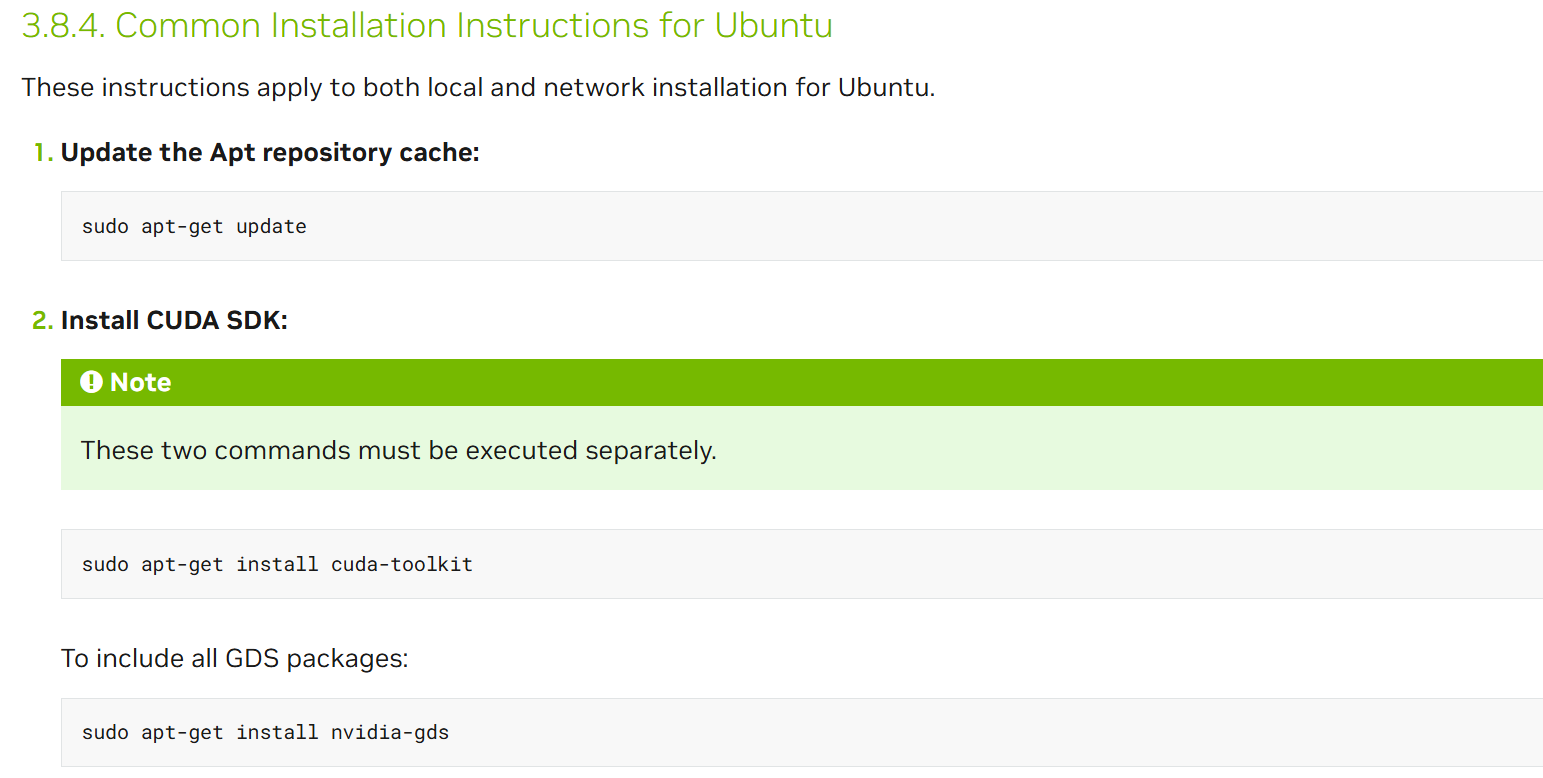 3.8.4. Common Installation Instructions for Ubuntu
These instructions apply to both local and network installation for Ubuntu.
1. Update the Apt repository cache:
sudo apt-get update
2. Install CUDA SDK:
Note
These two commands must be executed separately.
sudo apt-get install cuda-toolkit
To include all GDS packages:
sudo apt-get install nvidia-gds